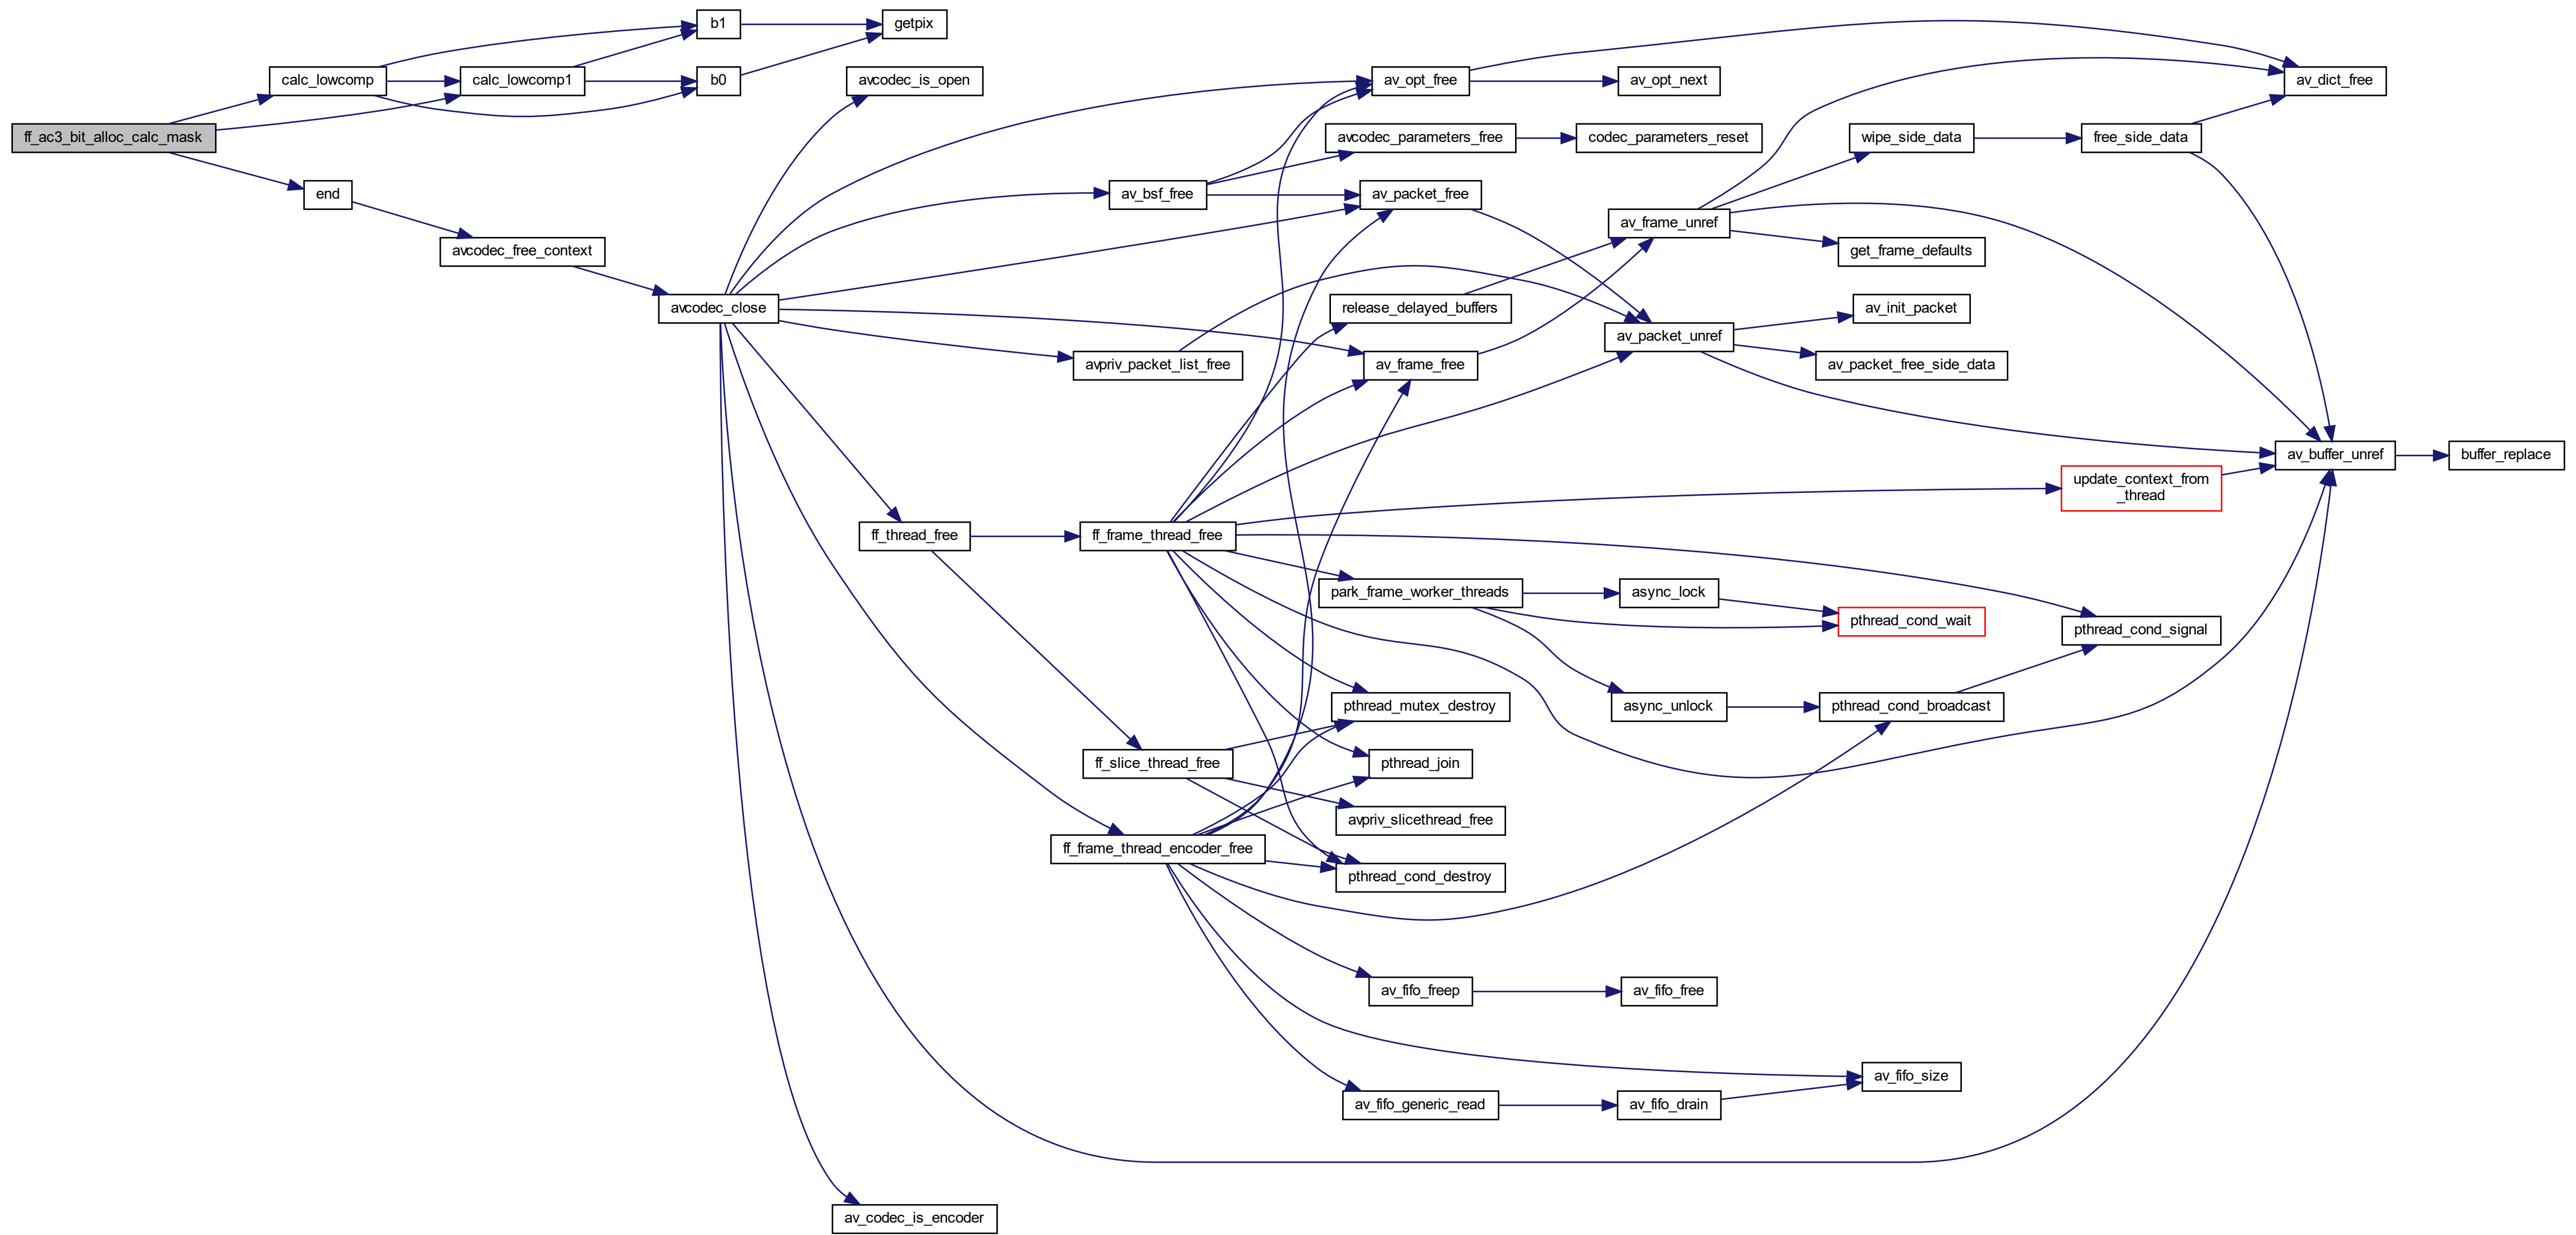 b1
getpix
calc_lowcomp
calc_lowcomp1
b0
avcodec_is_open
av_opt_free
av_opt_next
av_dict_free
ff_ac3_bit_alloc_calc_mask
avcodec_parameters_free
codec_parameters_reset
wipe_side_data
free_side_data
end
av_bsf_free
av_packet_free
av_frame_unref
avcodec_free_context
get_frame_defaults
avcodec_close
release_delayed_buffers
av_init_packet
av_packet_unref
avpriv_packet_list_free
av_frame_free
av_packet_free_side_data
av_buffer_unref
buffer_replace
update_context_from
_thread
ff_thread_free
ff_frame_thread_free
park_frame_worker_threads
async_lock
pthread_cond_wait
pthread_cond_signal
pthread_mutex_destroy
async_unlock
pthread_cond_broadcast
ff_slice_thread_free
pthread_join
avpriv_slicethread_free
ff_frame_thread_encoder_free
pthread_cond_destroy
av_fifo_freep
av_fifo_free
av_fifo_size
av_fifo_generic_read
av_fifo_drain
av_codec_is_encoder